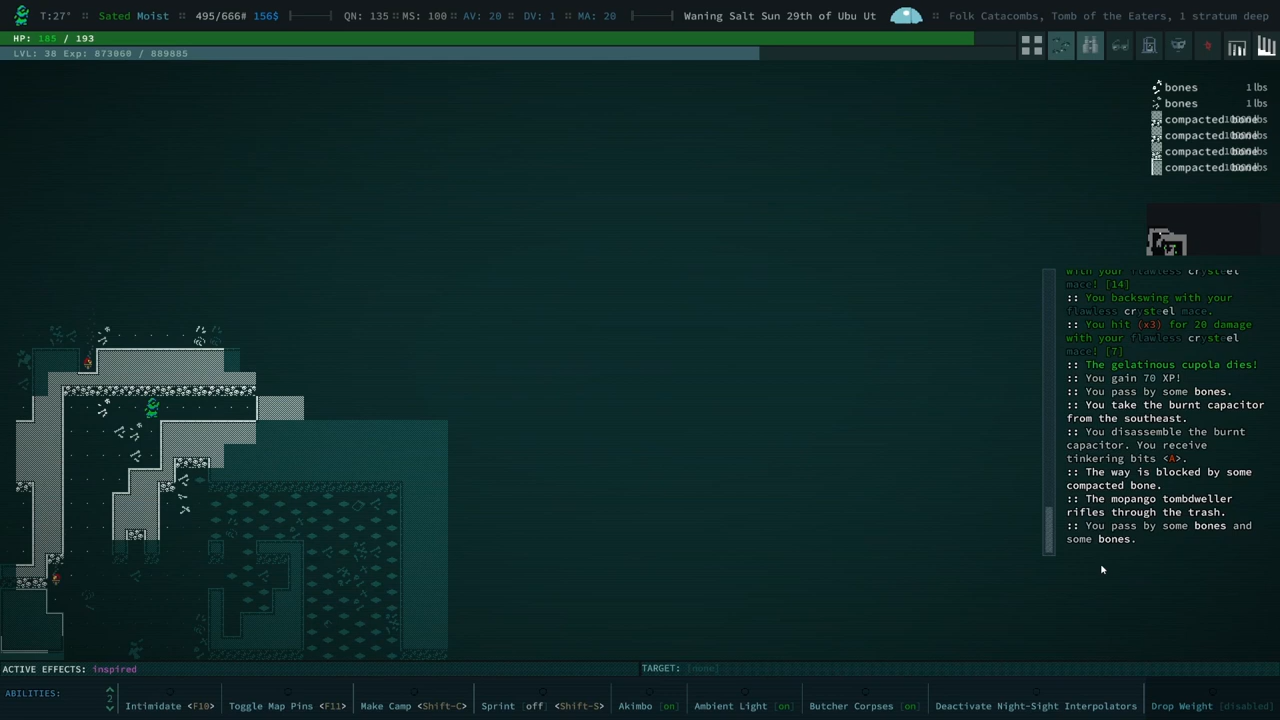 T:27° Sated Moist 495/666# 156$ QN: 135 MS: 100 AV: 20 DV: 1 MA: 20 Waning Salt Sun 29th of Ubu Ut Folk Catacombs, Tomb of the Eaters, 1 stratum deep
HP: 185 / 193
LVL: 38 Exp: 873060 / 889885
bones 1 lbs
bones 1 lbs
compacted bone
compacted bone
compacted bone
compacted bone
with your flawless crysteel
mace! [14]
:: You backswing with your
flawless crysteel mace.
:: You hit (x3) for 20 damage
with your flawless crysteel
mace! [7]
:: The gelatinous cupola dies!
:: You gain 70 XP!
:: You pass by some bones.
:: You take the burnt capacitor
from the southeast.
:: You disassemble the burnt
capacitor. You receive
tinkering bits <A>.
:: The way is blocked by some
compacted bone.
:: The mopango tombdweller
rifles through the trash.
:: You pass by some bones and
some bones.
ACTIVE EFFECTS: inspired TARGET: [none]
ABILITIES: 2 Intimidate <F10> Toggle Map Pins <F11> Make Camp <Shift-C> Sprint [off] <Shift-S> Akimbo [on] Ambient Light [on] Butcher Corpses [on] Deactivate Night-Sight Interpolators Drop Weight [disabled]